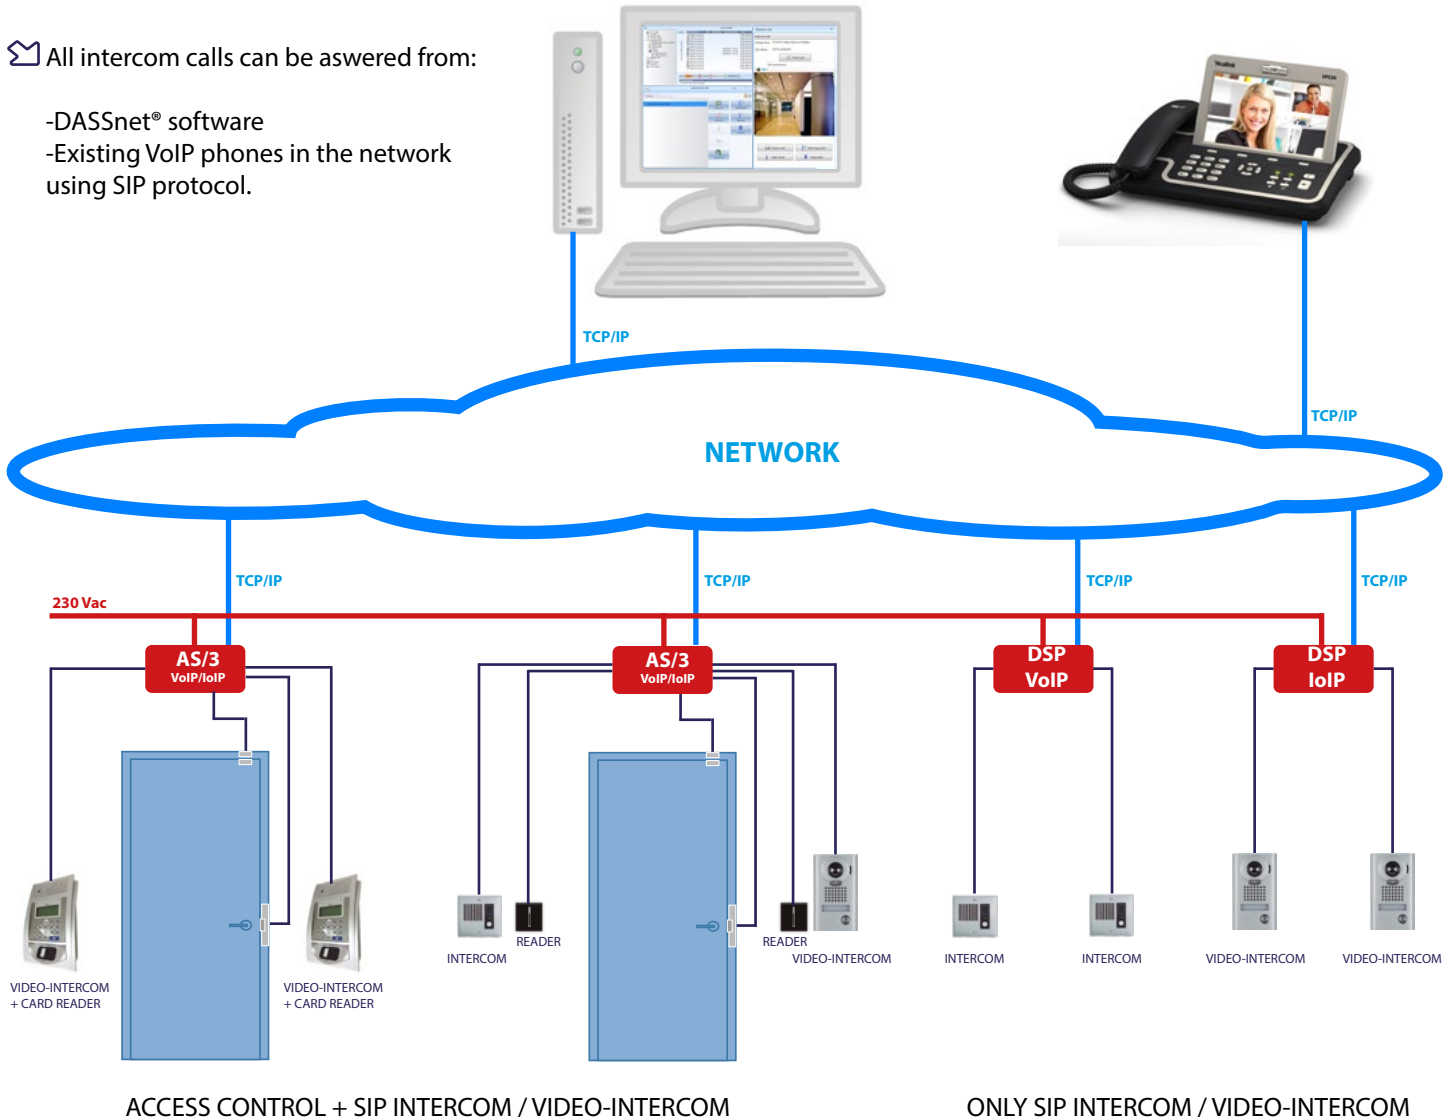 All intercom calls can be aswered from:
-DASSnet® software
-Existing VoIP phones in the network
using SIP protocol.
Yealink
TCP/IP
TCP/IP
NETWORK
TCP/IP
TCP/IP
TCP/IP
TCP/IP
230 Vac
AS/3
VoIP/IoIP
AS/3
VoIP/IoIP
DSP
VoIP
DSP
IoIP
VIDEO-INTERCOM
+ CARD READER
VIDEO-INTERCOM
+ CARD READER
INTERCOM
READER
READER
VIDEO-INTERCOM
INTERCOM
INTERCOM
VIDEO-INTERCOM
VIDEO-INTERCOM
ACCESS CONTROL + SIP INTERCOM / VIDEO-INTERCOM
ONLY SIP INTERCOM / VIDEO-INTERCOM